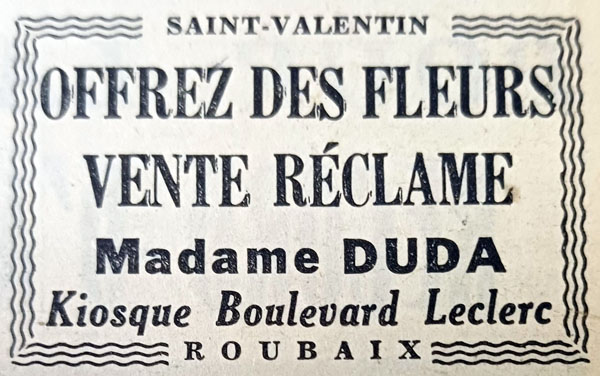 SAINT-VALENTIN
OFFREZ DES FLEURS
VENTE RÉCLAME
Madame DUDA
Kiosque Boulevard Leclerc
ROUBAIX